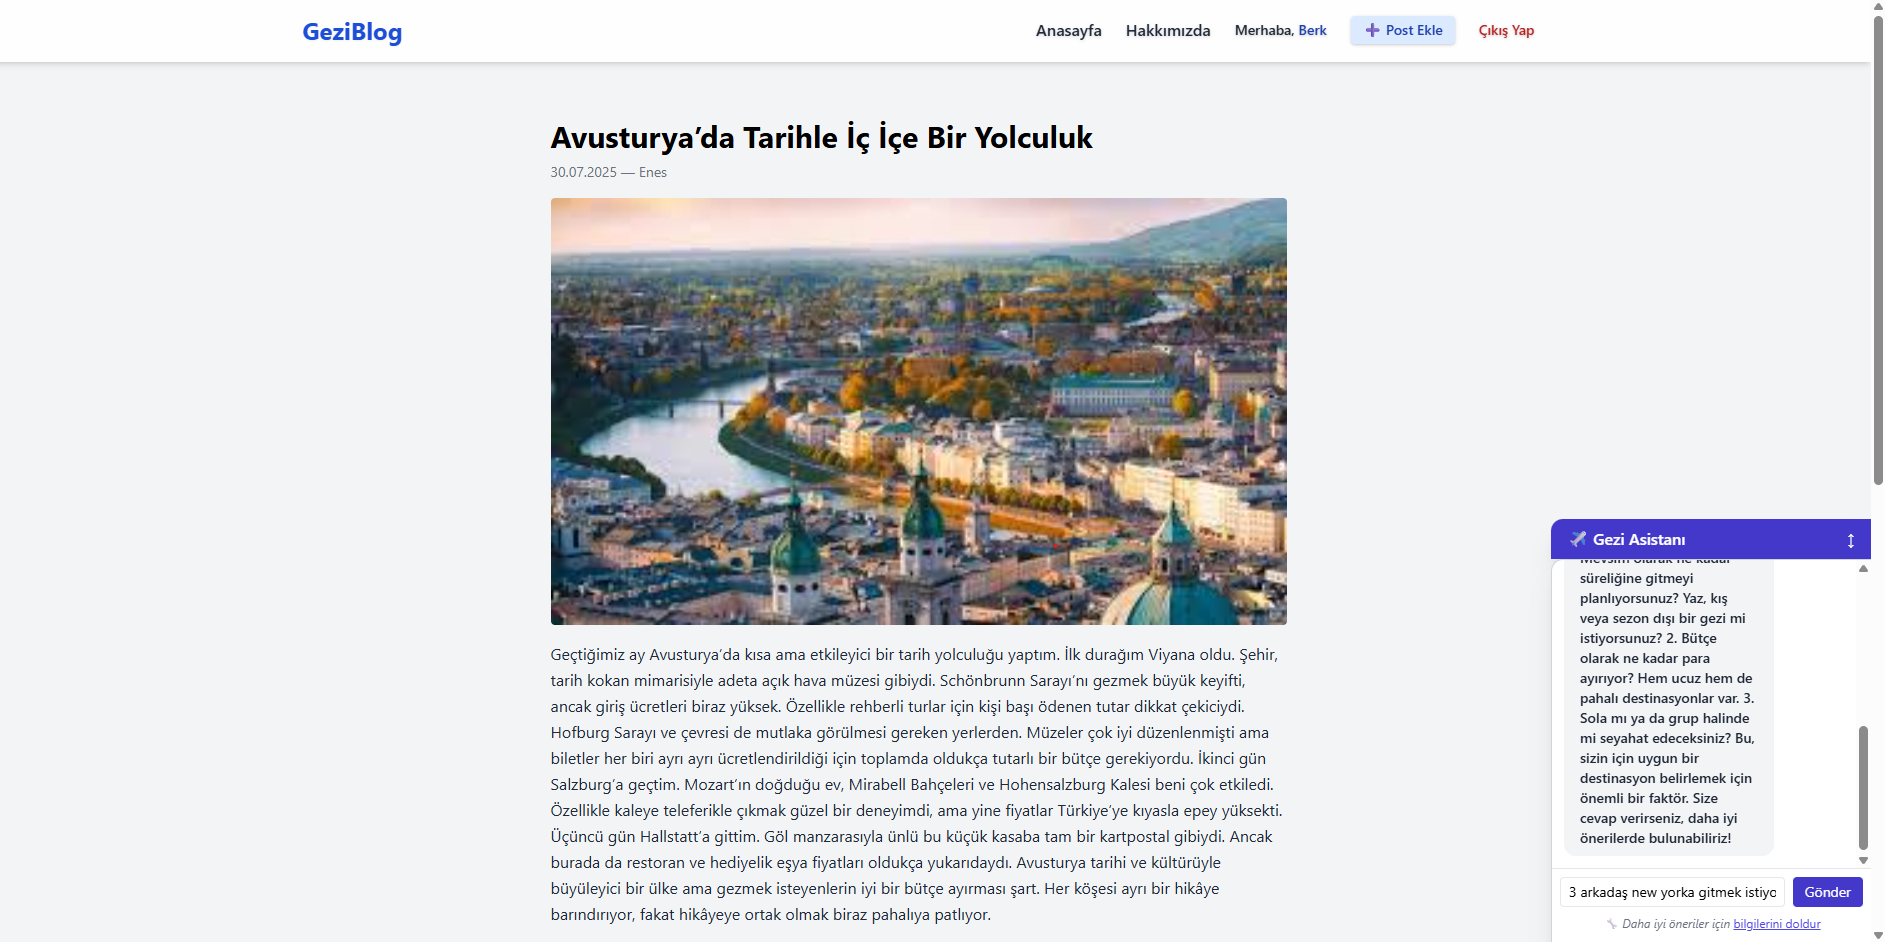 GeziBlog
Anasayfa
Hakkımızda
Merhaba, Berk
Post Ekle
Çıkış Yap
Avusturya’da Tarihle İç İçe Bir Yolculuk
30.07.2025 — Enes
Geçtiğimiz ay Avusturya’da kısa ama etkileyici bir tarih yolculuğu yaptım. İlk durağım Viyana oldu. Şehir,
tarih kokan mimarisiyle adeta açık hava müzesi gibiydi. Schönbrunn Sarayı’nı gezmek büyük keyifti,
ancak giriş ücretleri biraz yüksek. Özellikle rehberli turlar için kişi başı ödenen tutar dikkat çekiciydi.
Hofburg Sarayı ve çevresi de mutlaka görülmesi gereken yerlerden. Müzeler çok iyi düzenlenmişti ama
biletler her biri ayrı ayrı ücretlendirildiği için toplamda oldukça tutarlı bir bütçe gerekiyordu. İkinci gün
Salzburg’a geçtim. Mozart’ın doğduğu ev, Mirabell Bahçeleri ve Hohensalzburg Kalesi beni çok etkiledi.
Özellikle kaleye teleferikle çıkmak güzel bir deneyimdi, ama yine fiyatlar Türkiye’ye kıyasla epey yüksekti.
Üçüncü gün Hallstatt’a gittim. Göl manzarasıyla ünlü bu küçük kasaba tam bir kartpostal gibiydi. Ancak
burada da restoran ve hediyelik eşya fiyatları oldukça yukarıdaydı. Avusturya tarihi ve kültürüyle
büyüleyici bir ülke ama gezmek isteyenlerin iyi bir bütçe ayırması şart. Her köşesi ayrı bir hikâye
barındırıyor, fakat hikâyeye ortak olmak biraz pahalıya patlıyor.
Gezi Asistanı
Mevsim olarak ne kadar
süreliğine gitmeyi
planlıyorsunuz? Yaz, kış
veya sezon dışı bir gezi mi
istiyorsunuz? 2. Bütçe
olarak ne kadar para
ayırıyor? Hem ucuz hem de
pahalı destinasyonlar var. 3.
Sola mı ya da grup halinde
mi seyahat edeceksiniz? Bu,
sizin için uygun bir
destinasyon belirlemek için
önemli bir faktör. Size
cevap verirseniz, daha iyi
önerilerde bulunabiliriz!
3 arkadaş new yorka gitmek istiyo
Gönder
Daha iyi öneriler için bilgilerini doldur